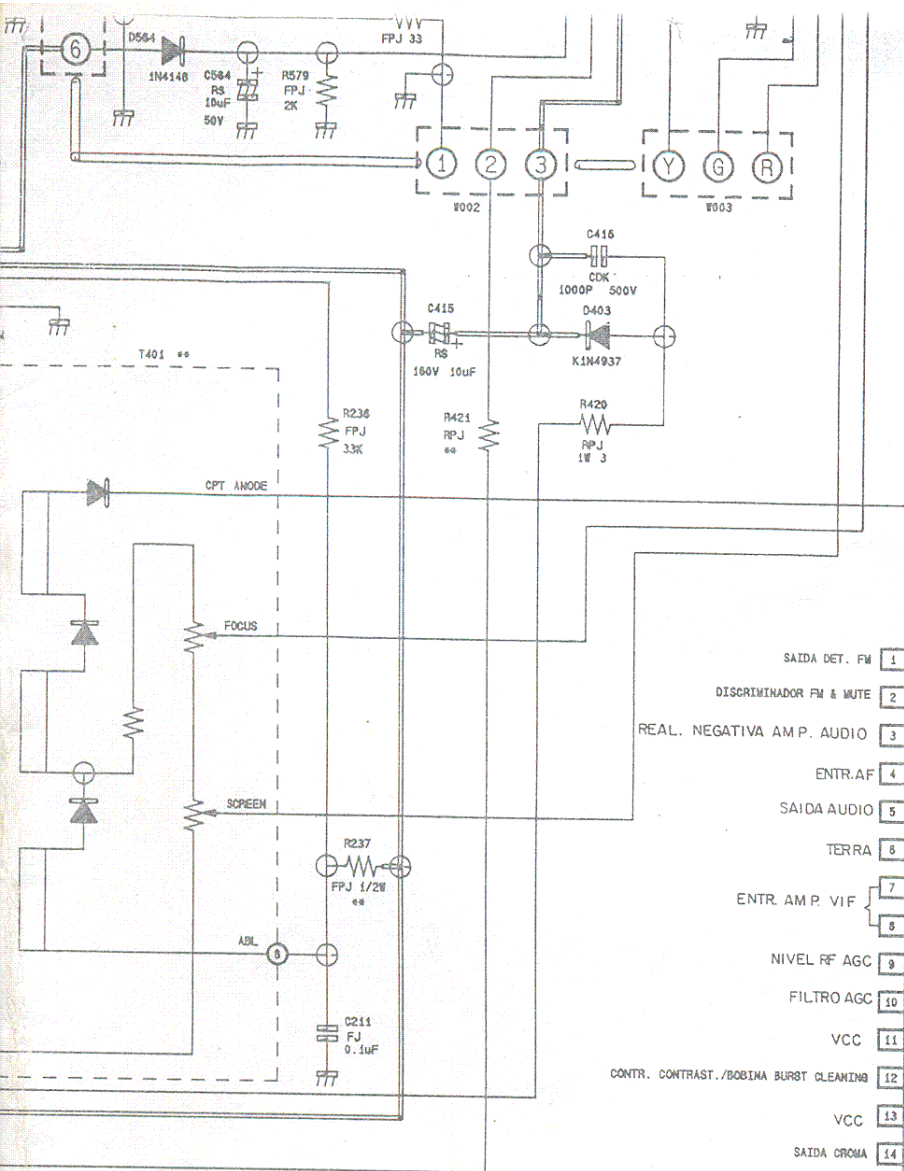 6
D564
1N4148
C564
RS
10uF
50V
R579
FPJ
2K
FPJ 33
1
2
3
W002
Y
G
R
W003
C416
CDK
1000P 500V
D403
K1N4937
C415
RS
160V 10uF
T401 **
R236
FPJ
33K
R421
RPJ
**
R420
RPJ
1W 3
CPT ANODE
FOCUS
SCREEN
R237
FPJ 1/2W
**
ABL
8
C211
FJ
0.1uF
SAIDA DET. FM 1
DISCRIMINADOR FM & MUTE 2
REAL. NEGATIVA AMP. AUDIO 3
ENTR.AF 4
SAIDA AUDIO 5
TERRA 6
ENTR. AMP. VIF 7
8
NIVEL RF AGC 9
FILTRO AGC 10
VCC 11
CONTR. CONTRAST./BOBINA BURST CLEANING 12
VCC 13
SAIDA CROMA 14